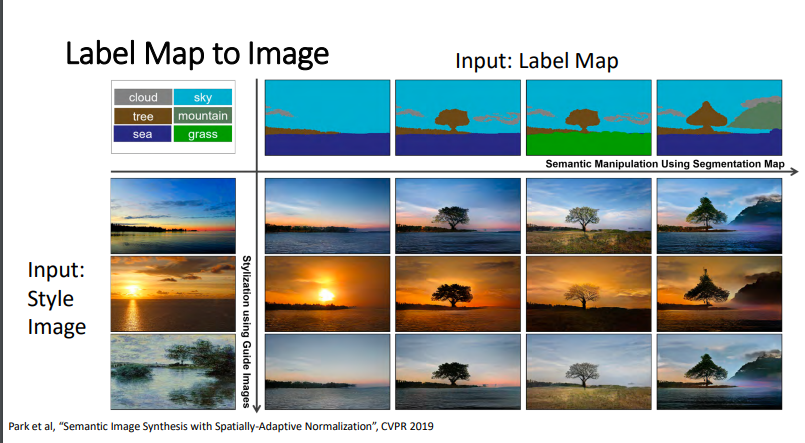 Label Map to Image
Input: Label Map
cloud sky
tree mountain
sea grass
Semantic Manipulation Using Segmentation Map
Input:
Style
Image
Stylization using Guide Images
Park et al, “Semantic Image Synthesis with Spatially-Adaptive Normalization”, CVPR 2019